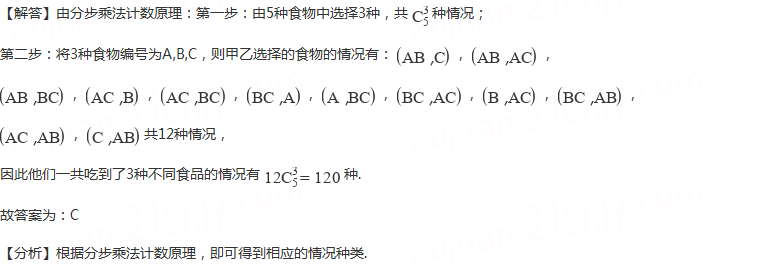 【解答】由分步乘法计数原理：第一步：由5种食物中选择3种，共 C₅³ 种情况；
第二步：将3种食物编号为A,B,C，则甲乙选择的食物的情况有：(AB ,C)，(AB ,AC)，
(AB ,BC)，(AC ,B)，(AC ,BC)，(BC ,A)，(A ,BC)，(BC ,AC)，(B ,AC)，(BC ,AB)，
(AC ,AB)，(C ,AB) 共12种情况，
因此他们一共吃到了3种不同食品的情况有 12C₅³ = 120 种.
故答案为：C
【分析】根据分步乘法计数原理，即可得到相应的情况种类.